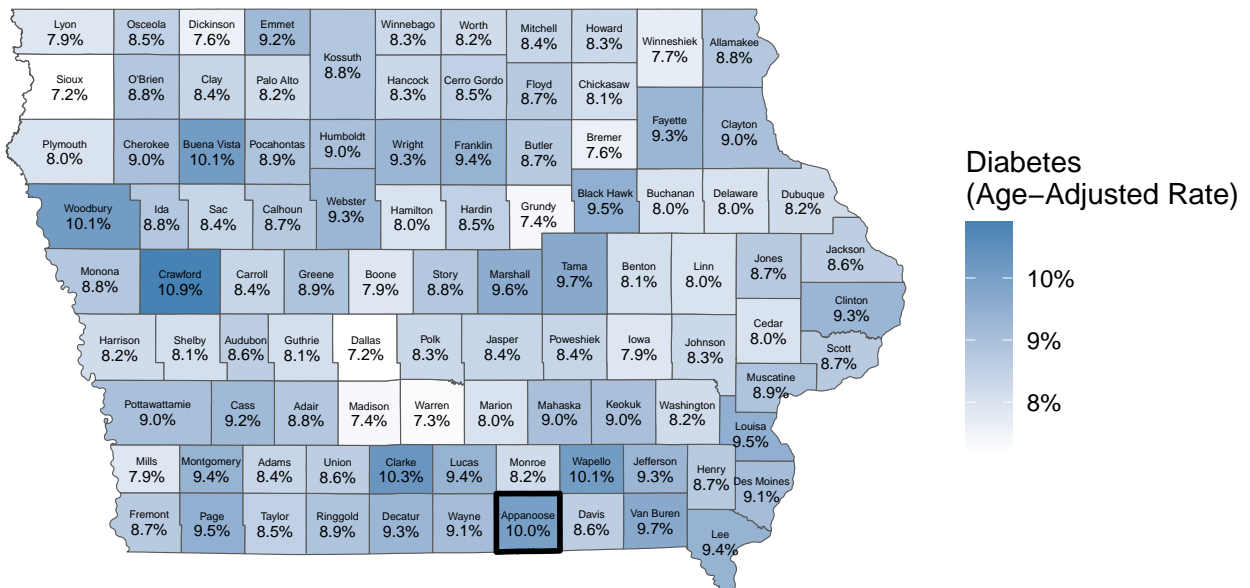 Lyon
7.9%
Osceola
8.5%
Dickinson
7.6%
Emmet
9.2%
Winnebago
8.3%
Worth
8.2%
Mitchell
8.4%
Howard
8.3%
Winneshiek
7.7%
Allamakee
8.8%
Kossuth
8.8%
Sioux
7.2%
O'Brien
8.8%
Clay
8.4%
Palo Alto
8.2%
Hancock
8.3%
Cerro Gordo
8.5%
Floyd
8.7%
Chickasaw
8.1%
Fayette
9.3%
Clayton
9.0%
Plymouth
8.0%
Cherokee
9.0%
Buena Vista
10.1%
Pocahontas
8.9%
Humboldt
9.0%
Wright
9.3%
Franklin
9.4%
Butler
8.7%
Bremer
7.6%
Woodbury
10.1%
Ida
8.8%
Sac
8.4%
Calhoun
8.7%
Webster
9.3%
Hamilton
8.0%
Hardin
8.5%
Grundy
7.4%
Black Hawk
9.5%
Buchanan
8.0%
Delaware
8.0%
Dubuque
8.2%
Monona
8.8%
Crawford
10.9%
Carroll
8.4%
Greene
8.9%
Boone
7.9%
Story
8.8%
Marshall
9.6%
Tama
9.7%
Benton
8.1%
Linn
8.0%
Jones
8.7%
Jackson
8.6%
Clinton
9.3%
Harrison
8.2%
Shelby
8.1%
Audubon
8.6%
Guthrie
8.1%
Dallas
7.2%
Polk
8.3%
Jasper
8.4%
Poweshiek
8.4%
Iowa
7.9%
Johnson
8.3%
Cedar
8.0%
Scott
8.7%
Muscatine
8.9%
Pottawattamie
9.0%
Cass
9.2%
Adair
8.8%
Madison
7.4%
Warren
7.3%
Marion
8.0%
Mahaska
9.0%
Keokuk
9.0%
Washington
8.2%
Louisa
9.5%
Mills
7.9%
Montgomery
9.4%
Adams
8.4%
Union
8.6%
Clarke
10.3%
Lucas
9.4%
Monroe
8.2%
Wapello
10.1%
Jefferson
9.3%
Henry
8.7%
Des Moines
9.1%
Fremont
8.7%
Page
9.5%
Taylor
8.5%
Ringgold
8.9%
Decatur
9.3%
Wayne
9.1%
Appanoose
10.0%
Davis
8.6%
Van Buren
9.7%
Lee
9.4%
Diabetes
(Age−Adjusted Rate)
10%
9%
8%